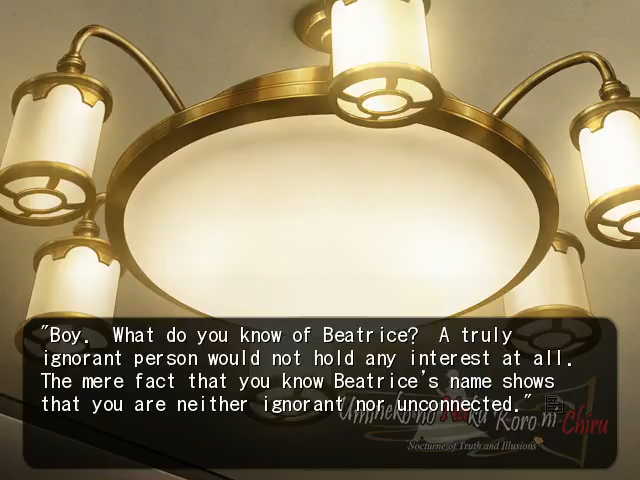 "Boy.  What do you know of Beatrice?  A truly
ignorant person would not hold any interest at all.
The mere fact that you know Beatrice's name shows
that you are neither ignorant nor unconnected."
Umineko no Naku Koro ni Chiru
Nocturne of Truth and Illusions